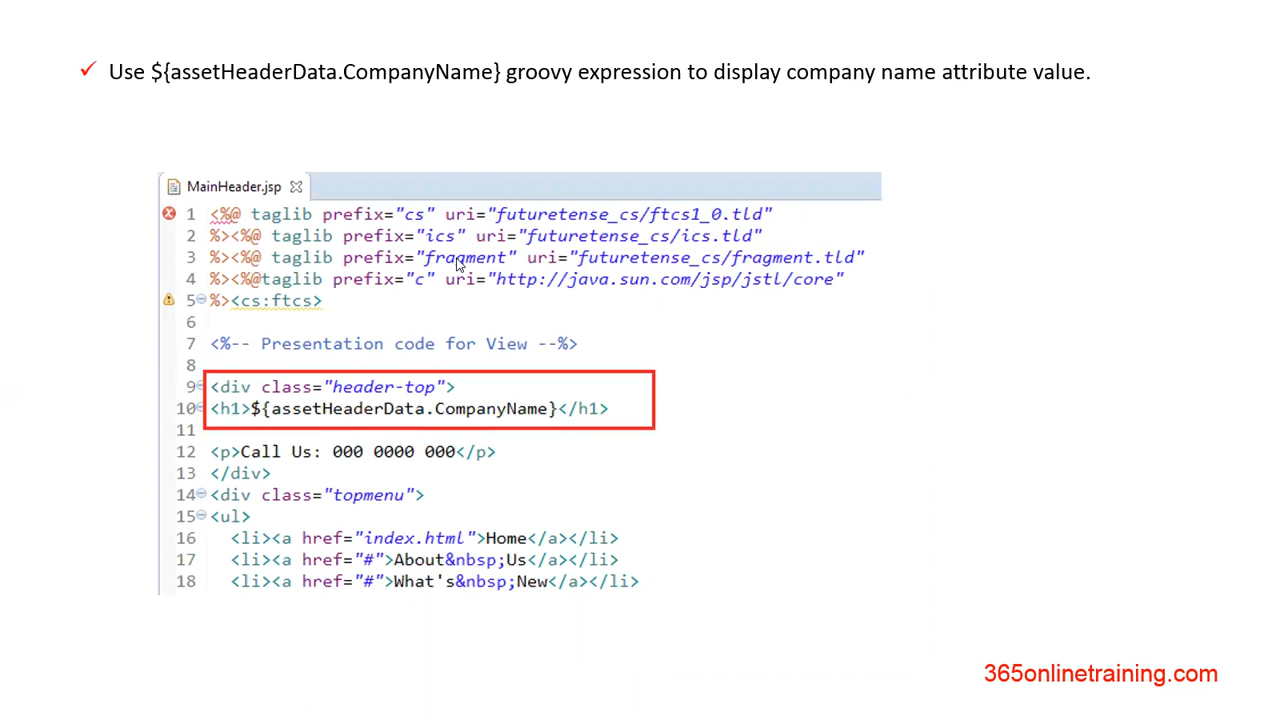 ✓ Use ${assetHeaderData.CompanyName} groovy expression to display company name attribute value.
MainHeader.jsp
1 <%@ taglib prefix="cs" uri="futuretense_cs/ftcs1_0.tld"
2 %><%@ taglib prefix="ics" uri="futuretense_cs/ics.tld"
3 %><%@ taglib prefix="fragment" uri="futuretense_cs/fragment.tld"
4 %><%@taglib prefix="c" uri="http://java.sun.com/jsp/jstl/core"
5 %><cs:ftcs>
6
7 <%-- Presentation code for View --%>
8
9 <div class="header-top">
10 <h1>${assetHeaderData.CompanyName}</h1>
11
12 <p>Call Us: 000 0000 000</p>
13 </div>
14 <div class="topmenu">
15 <ul>
16 <li><a href="index.html">Home</a></li>
17 <li><a href="#">About&nbsp;Us</a></li>
18 <li><a href="#">What's&nbsp;New</a></li>
365onlinetraining.com